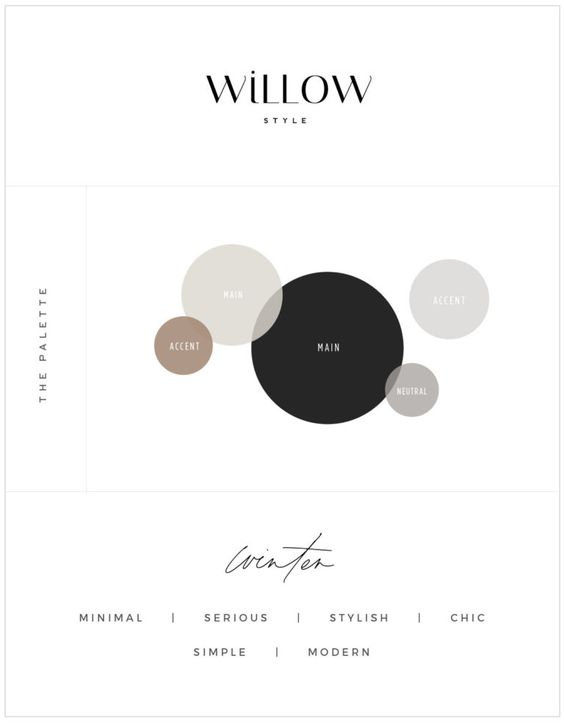 WiLLOW
STYLE
THE PALETTE
MAIN
ACCENT
MAIN
ACCENT
NEUTRAL
winter
MINIMAL | SERIOUS | STYLISH | CHIC
SIMPLE | MODERN